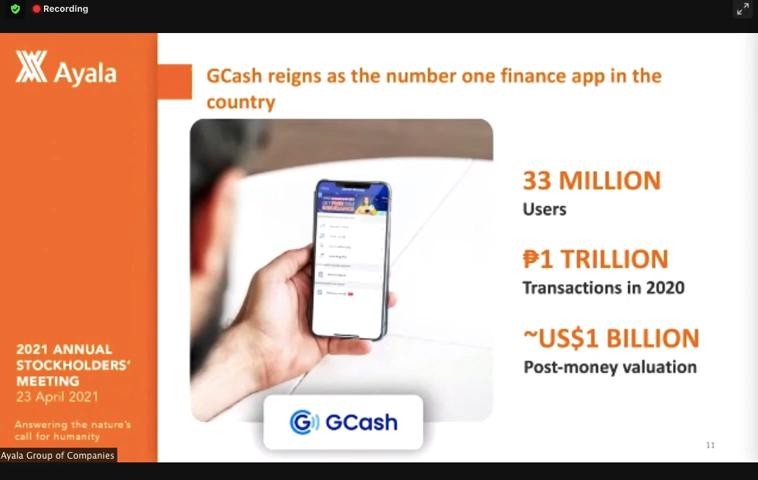 Recording
Ayala
GCash reigns as the number one finance app in the
country
33 MILLION
Users
₱1 TRILLION
Transactions in 2020
~US$1 BILLION
Post-money valuation
2021 ANNUAL
STOCKHOLDERS'
MEETING
23 April 2021
Answering the nature's
call for humanity
GCash
11
Ayala Group of Companies